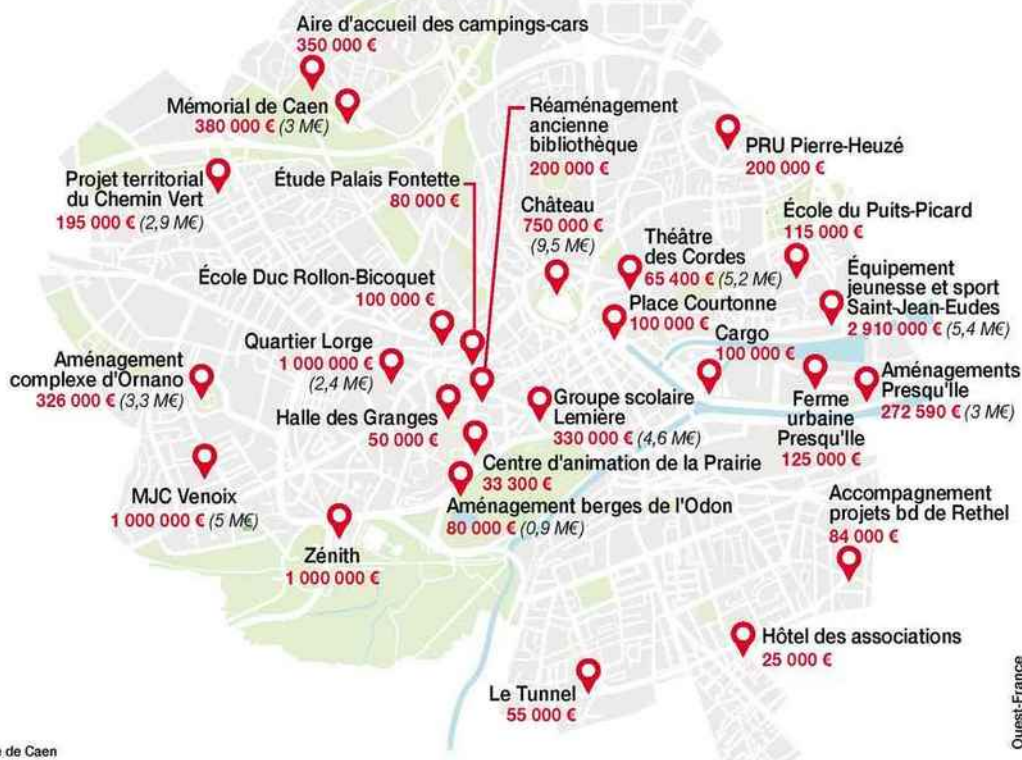 Aire d'accueil des campings-cars
350 000 €
Mémorial de Caen
380 000 € (3 M€)
Réaménagement
ancienne
bibliothèque
200 000 €
PRU Pierre-Heuzé
200 000 €
Projet territorial
du Chemin Vert
195 000 € (2,9 M€)
Étude Palais Fontette
80 000 €
Château
750 000 €
(9,5 M€)
École du Puits-Picard
115 000 €
Théâtre
des Cordes
65 400 € (5,2 M€)
École Duc Rollon-Bicoquet
100 000 €
Équipement
jeunesse et sport
Saint-Jean-Eudes
2 910 000 € (5,4 M€)
Place Courtonne
100 000 €
Quartier Lorge
1 000 000 €
(2,4 M€)
Cargo
100 000 €
Aménagement
complexe d'Ornano
326 000 € (3,3 M€)
Aménagements
Presqu'Ile
272 590 € (3 M€)
Halle des Granges
50 000 €
Groupe scolaire
Lemière
330 000 € (4,6 M€)
Ferme
urbaine
Presqu'Ile
125 000 €
Centre d'animation de la Prairie
33 300 €
MJC Venoix
1 000 000 € (5 M€)
Aménagement berges de l'Odon
80 000 € (0,9 M€)
Accompagnement
projets bd de Rethel
84 000 €
Zénith
1 000 000 €
Hôtel des associations
25 000 €
Le Tunnel
55 000 €
de Caen
Ouest-France